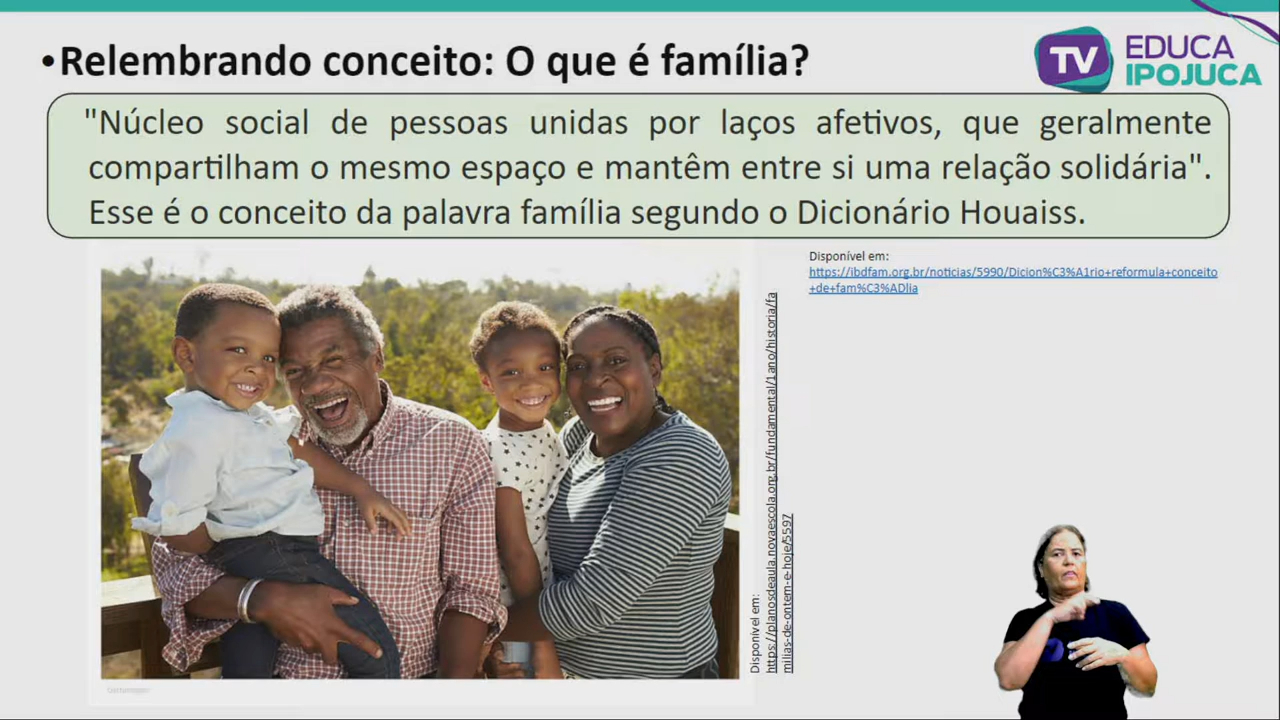 •Relembrando conceito: O que é família?
TV EDUCA
IPOJUCA
"Núcleo social de pessoas unidas por laços afetivos, que geralmente
compartilham o mesmo espaço e mantêm entre si uma relação solidária".
Esse é o conceito da palavra família segundo o Dicionário Houaiss.
Disponível em:
https://ibdfam.org.br/noticias/5990/Dicion%C3%A1rio+reformula+conceito
+de+fam%C3%ADlia
Disponível em:
https://planosdeaula.novaescola.org.br/fundamental/1ano/historia/fa
milias-de-ontem-e-hoje/5597